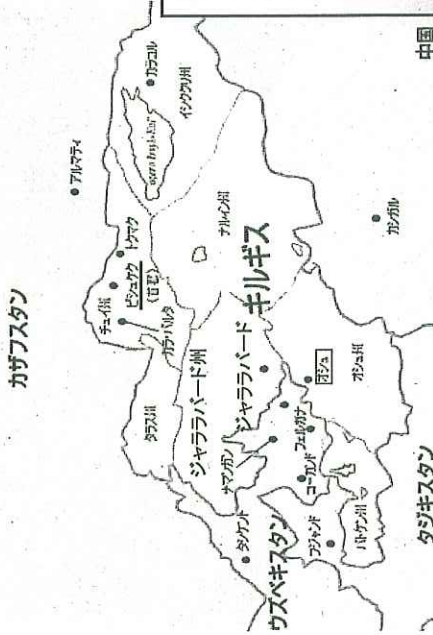 カザフスタン
アルマティ
カラコル
イシククリ州
チュイ州
トクマク
ビシュケク
(首都)
カラ・バルタ
タラス州
ナルイン州
キルギス
ジャララバード州
ジャララバード
ナマンガン
タシケント
ウズベキスタン
フェルガナ
コーカンド
オシュ
オシュ州
フジャンド
バトケン州
カシガル
タジキスタン
中国